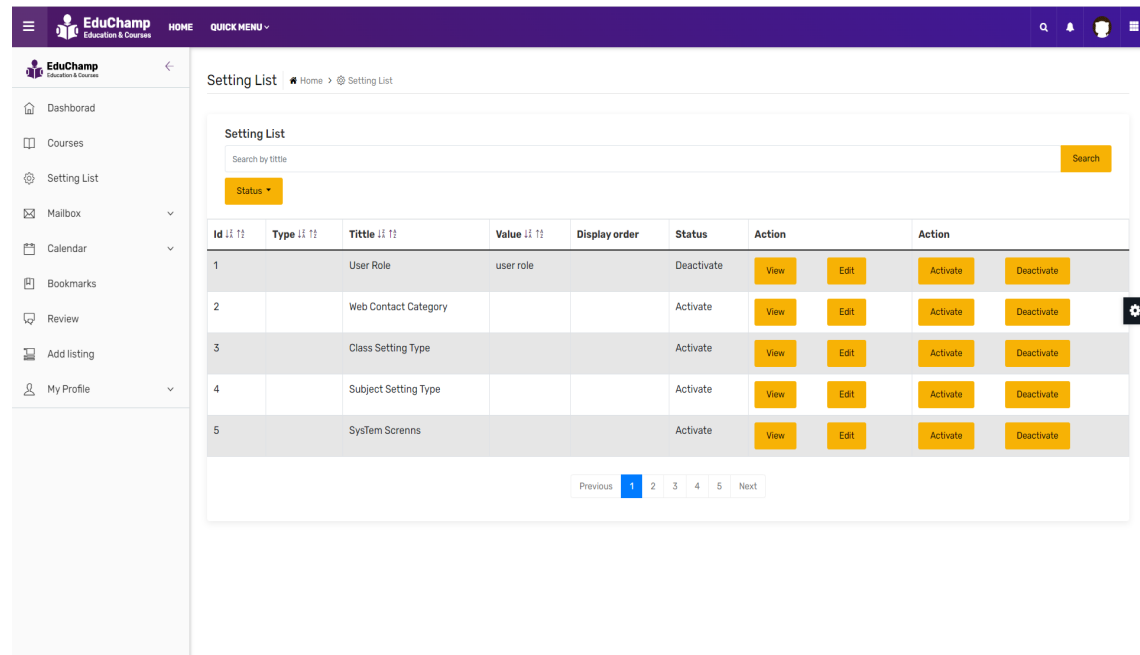 EduChamp
Education & Courses
HOME
QUICK MENU
EduChamp
Education & Courses
Dashborad
Courses
Setting List
Mailbox
Calendar
Bookmarks
Review
Add listing
My Profile
Setting List Home > Setting List
Setting List
Search by tittle Search
Status
Id Type Tittle Value Display order Status Action Action
1 User Role user role Deactivate View Edit Activate Deactivate
2 Web Contact Category Activate View Edit Activate Deactivate
3 Class Setting Type Activate View Edit Activate Deactivate
4 Subject Setting Type Activate View Edit Activate Deactivate
5 SysTem Screnns Activate View Edit Activate Deactivate
Previous 1 2 3 4 5 Next